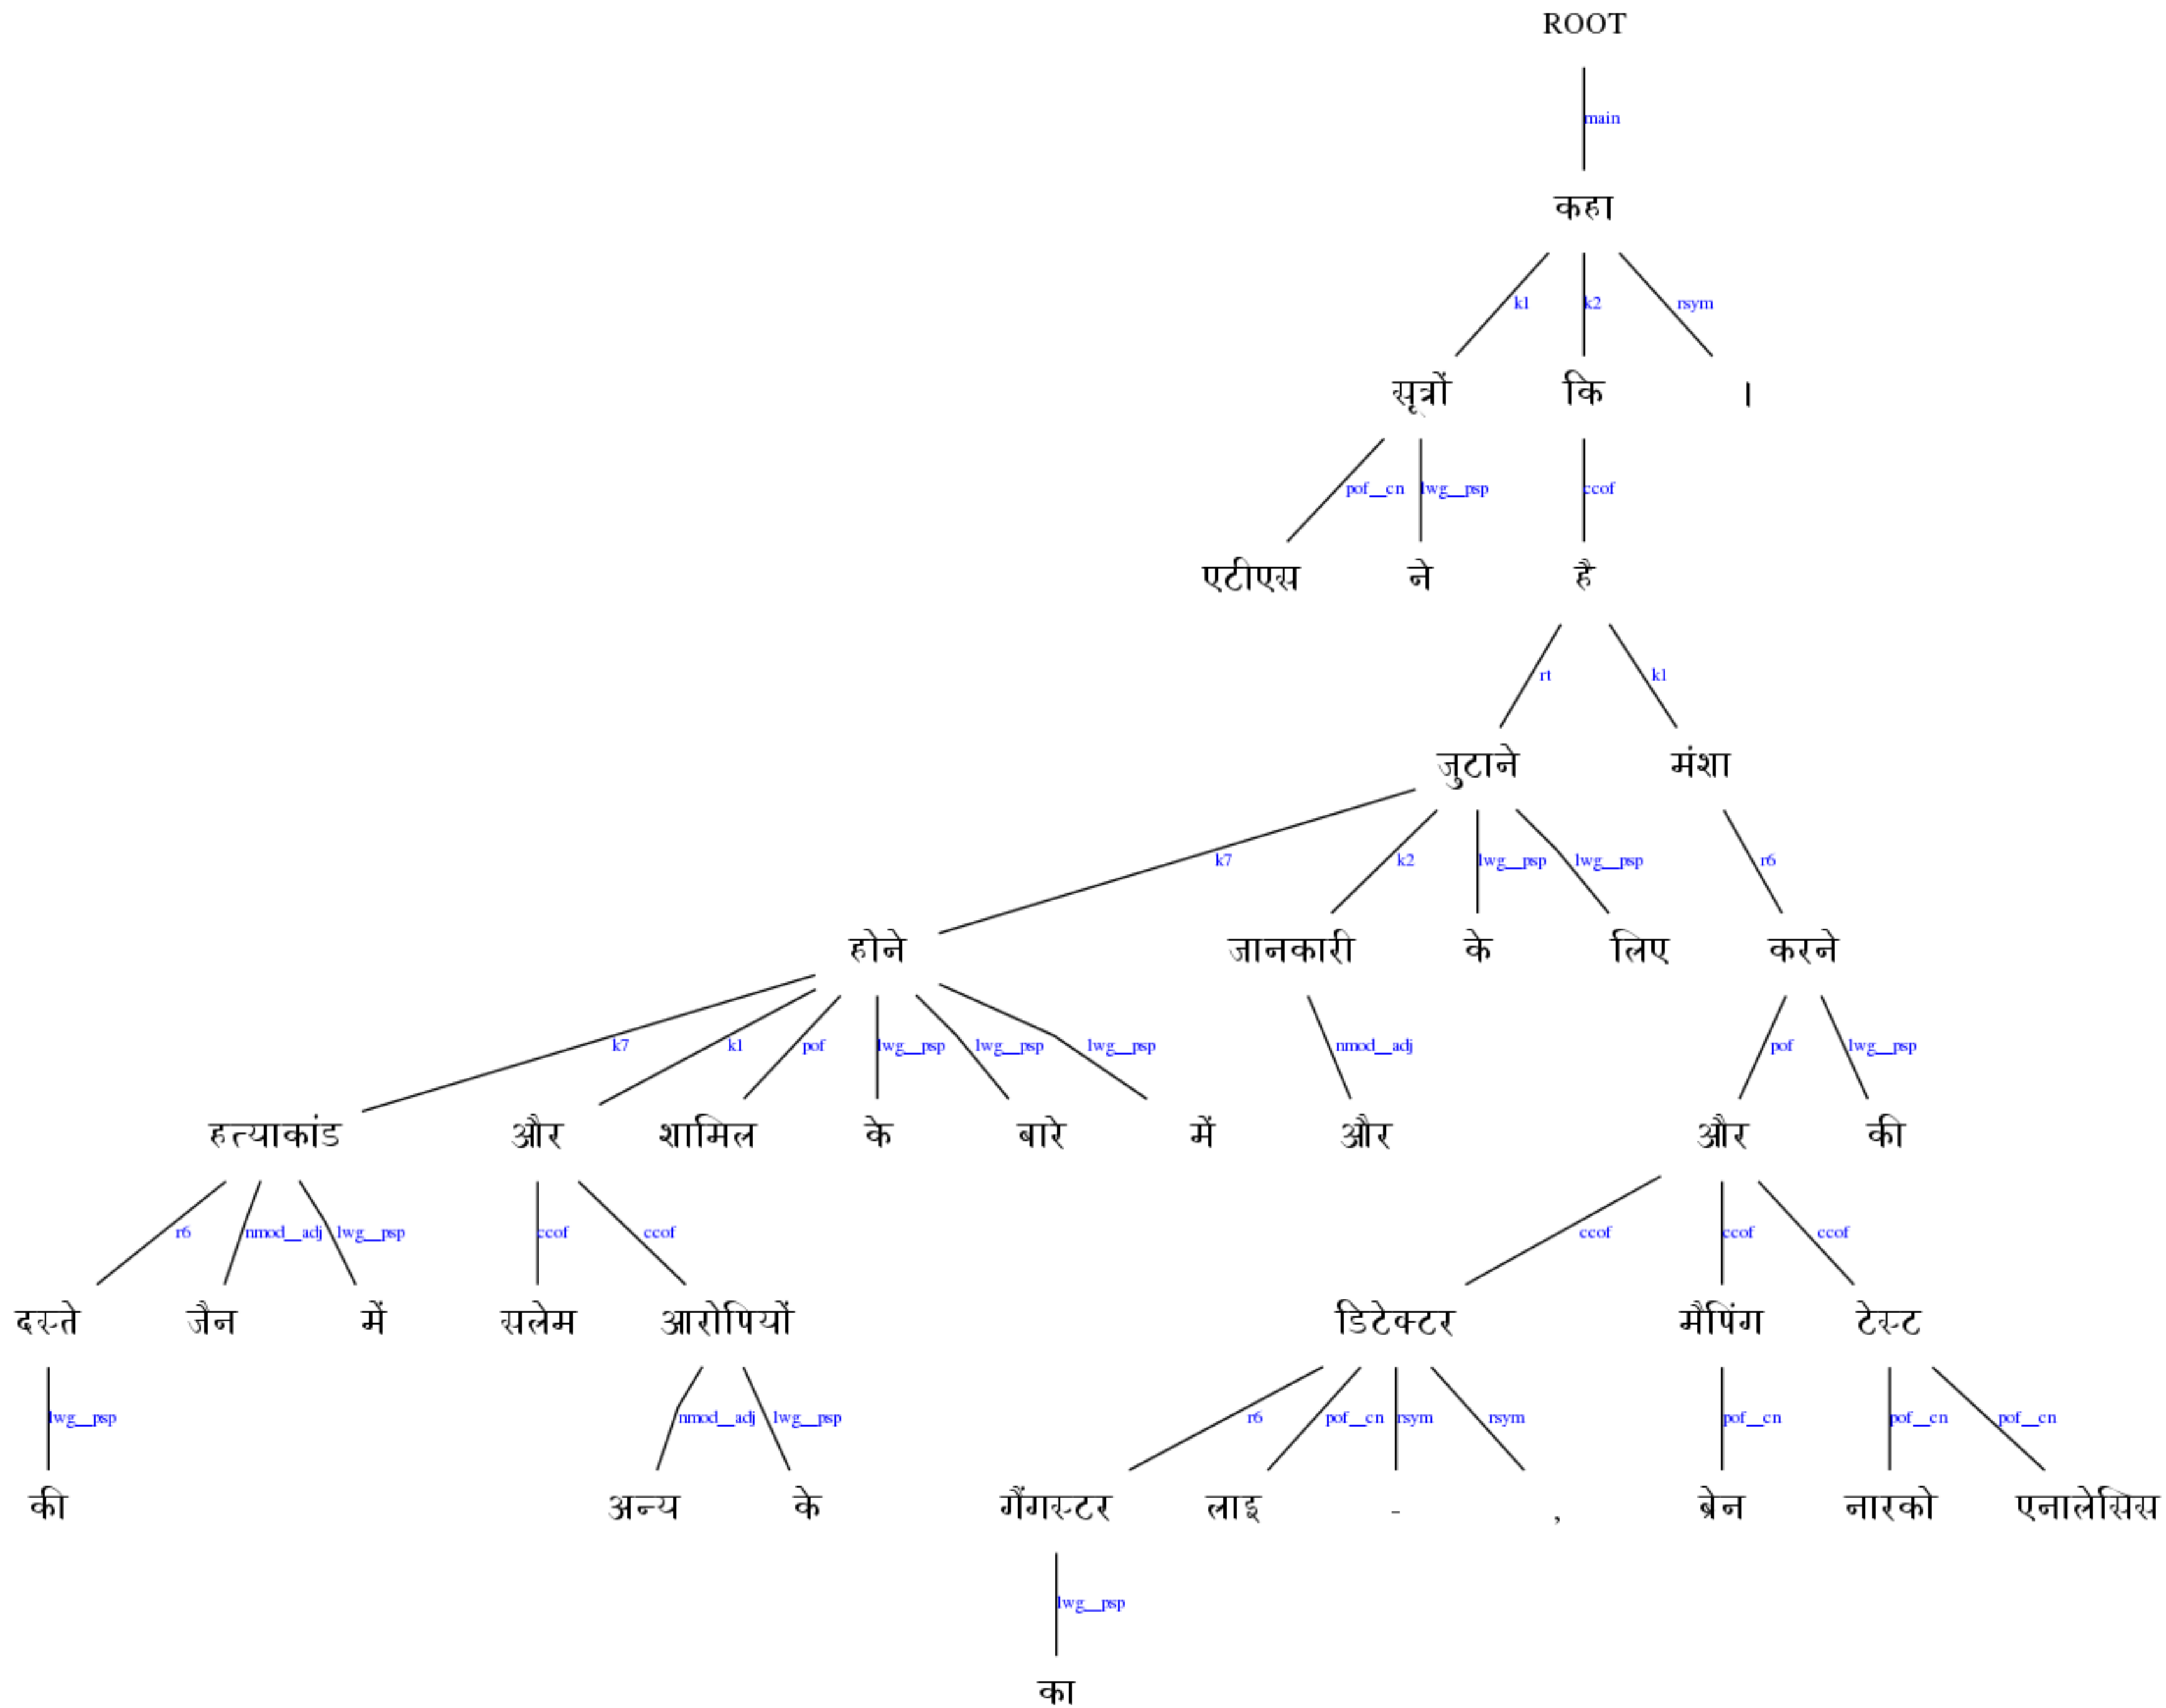 ROOT
main
कहा
k1 k2 rsym
सूत्रों कि ।
pof__cn lwg__psp ccof
एटीएस ने है
rt k1
जुटाने मंशा
k7 k2 lwg__psp lwg__psp r6
होने जानकारी के लिए करने
k7 k1 pof lwg__psp lwg__psp lwg__psp nmod__adj pof lwg__psp
हत्याकांड और शामिल के बारे में और और की
r6 nmod__adj lwg__psp ccof ccof ccof ccof ccof
दस्ते जैन में सलेम आरोपियों डिटेक्टर मैपिंग टेस्ट
lwg__psp nmod__adj lwg__psp r6 pof__cn rsym rsym pof__cn pof__cn pof__cn
की अन्य के गैंगस्टर लाइ - , ब्रेन नारको एनालेसिस
lwg__psp
का